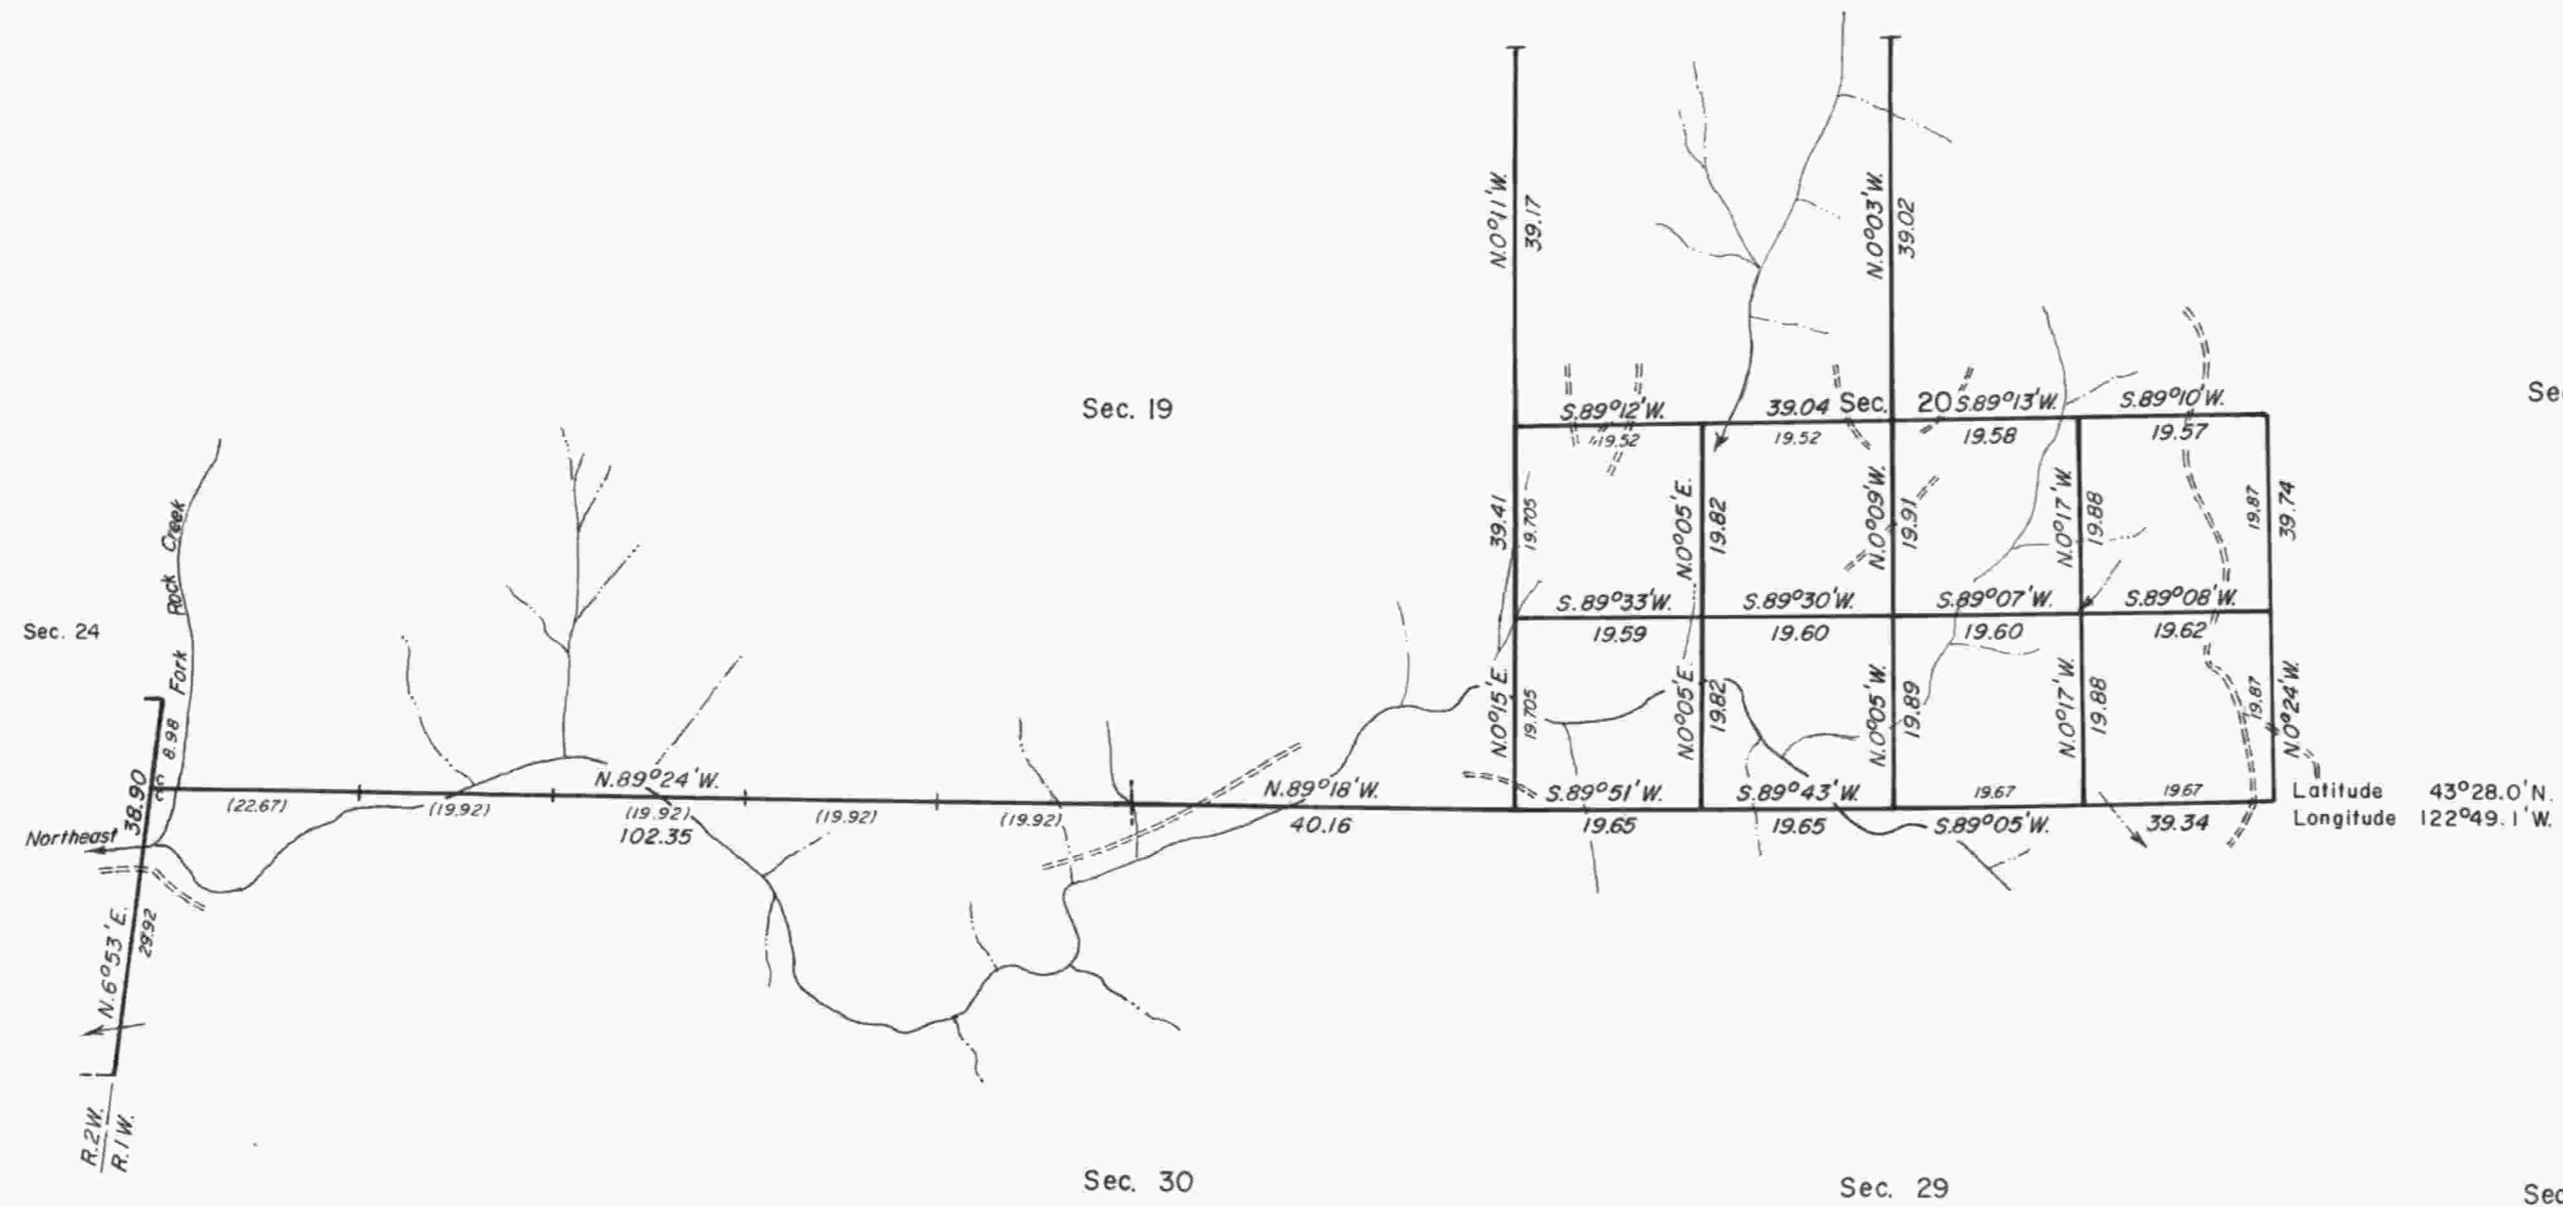 N.0°11'W.
39.17
N.0°03'W.
39.02
Sec. 19
S.89°12'W.
39.04
Sec. 20
S.89°13'W.
S.89°10'W.
19.52
19.52
19.58
19.57
39.41
19.705
N.0°05'E.
19.82
N.0°09'W.
19.91
N.0°17'W.
19.88
19.87
39.74
Sec. 24
Fork Rock Creek
S.89°33'W.
S.89°30'W.
S.89°07'W.
S.89°08'W.
19.59
19.60
19.60
19.62
N.0°15'E.
19.705
N.0°05'E.
19.82
N.0°05'W.
19.89
N.0°17'W.
19.88
19.87
N.0°24'W.
8.98
CC
38.90
N.89°24'W.
N.89°18'W.
S.89°51'W.
S.89°43'W.
19.67
19.67
Latitude 43°28.0'N.
Longitude 122°49.1'W.
(22.67)
(19.92)
(19.92)
(19.92)
(19.92)
102.35
40.16
19.65
19.65
S.89°05'W.
39.34
Northeast
N.6°53'E.
29.92
R.2W.
R.1W.
Sec. 30
Sec. 29
Sec